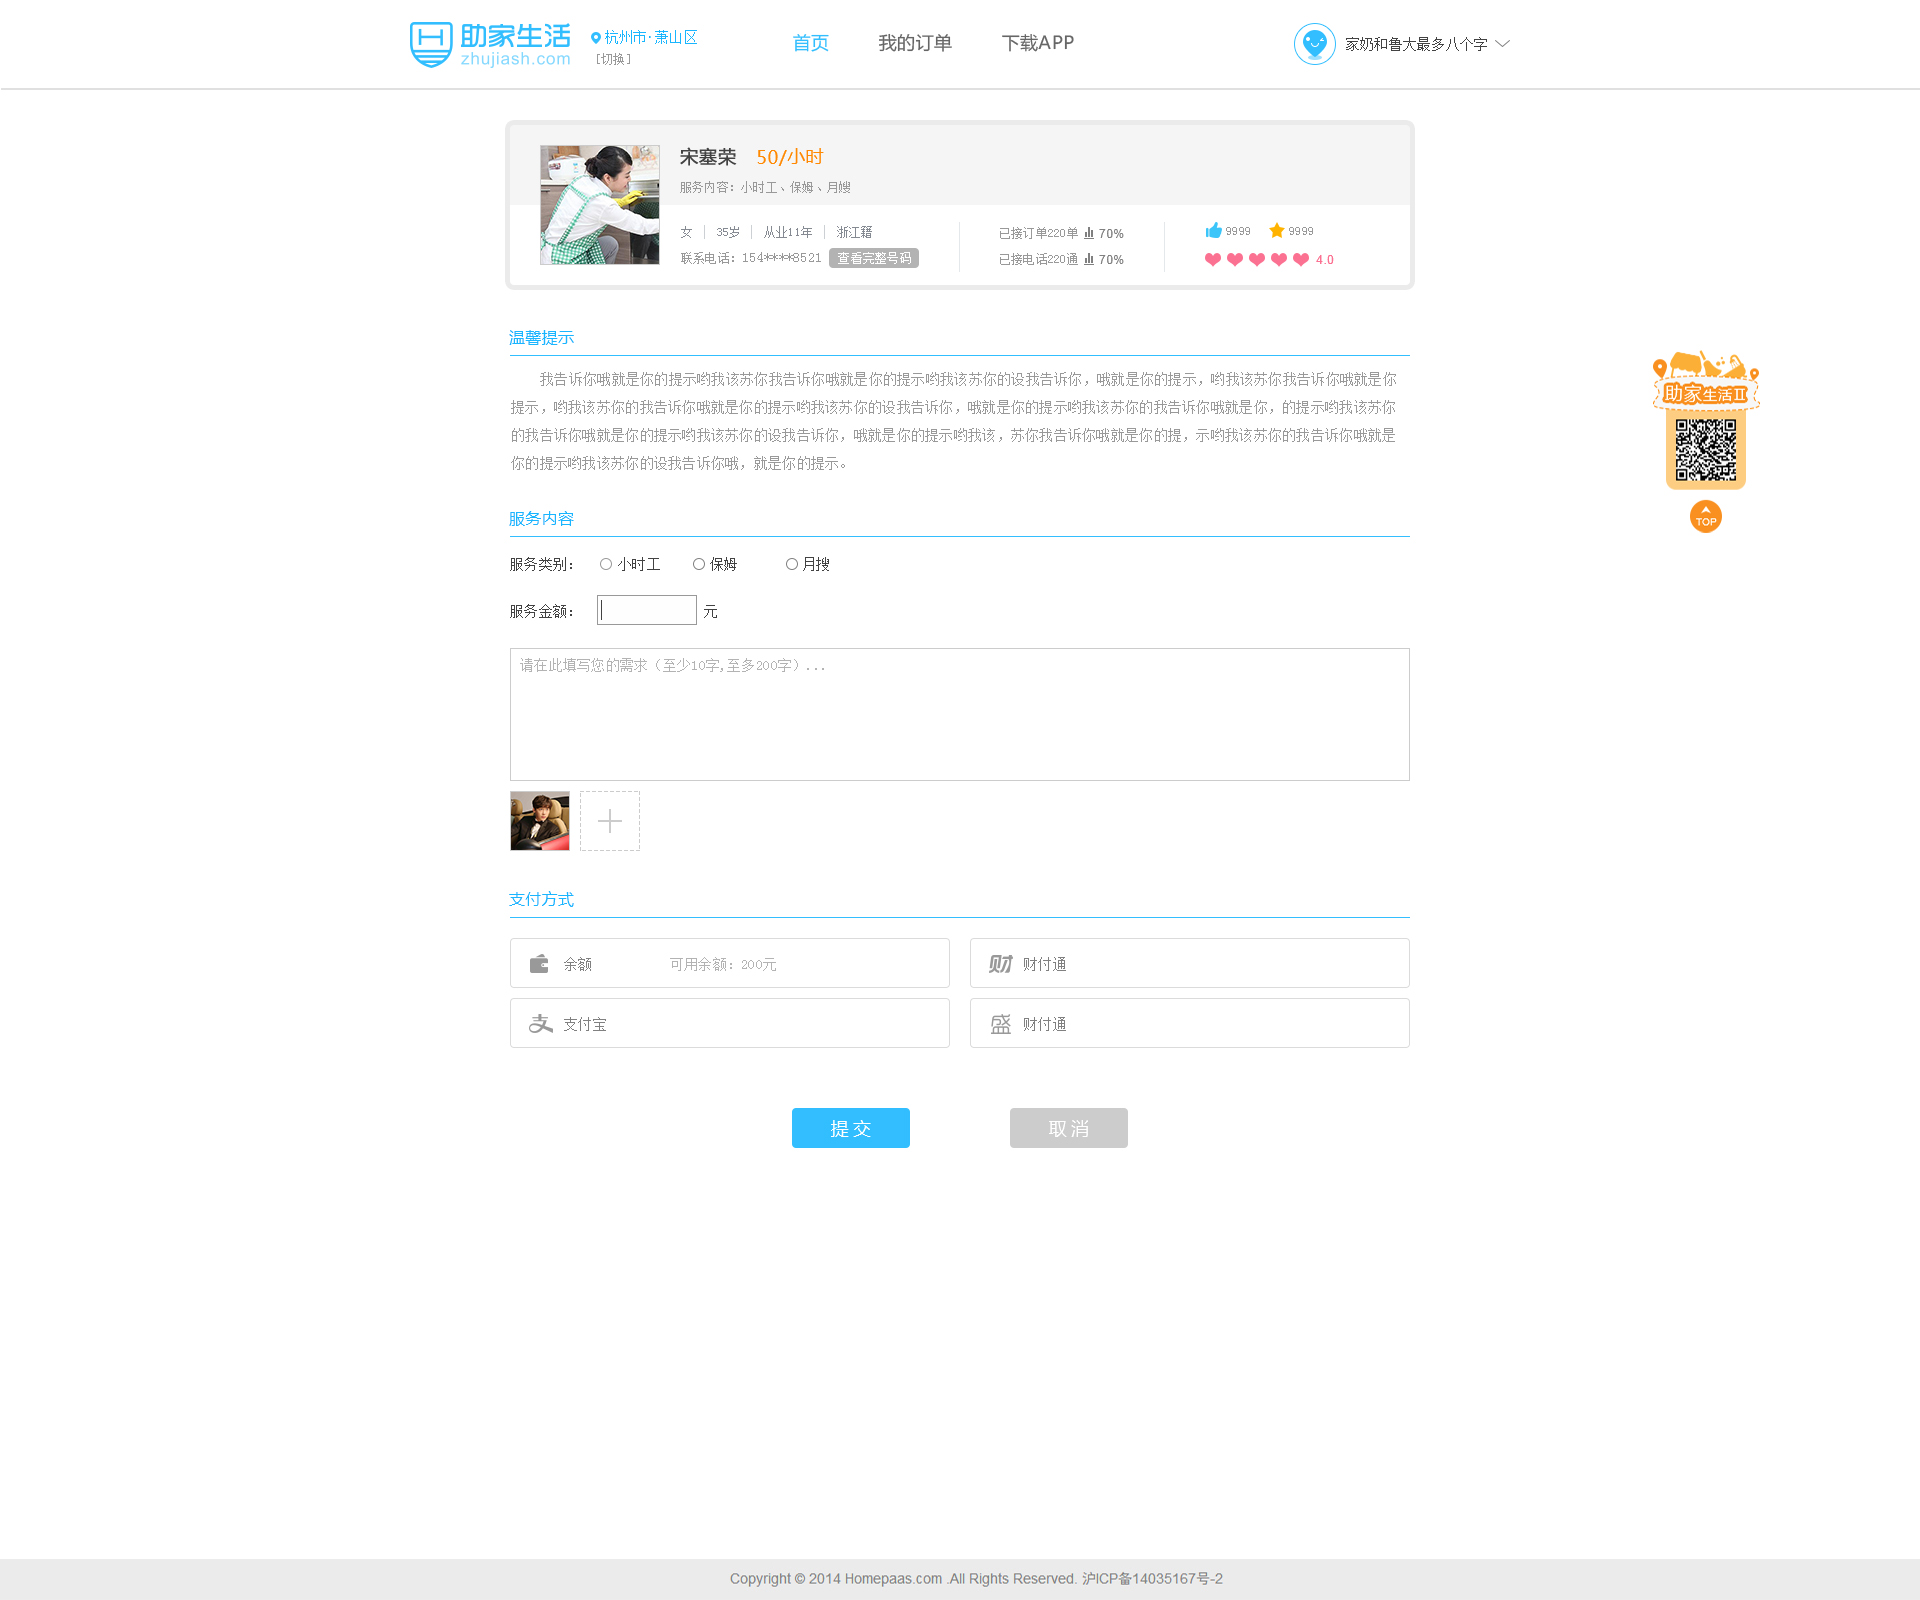 助家生活
zhujiash.com
杭州市·萧山区
[切换]
首页 我的订单 下载APP
家奶和鲁大最多八个字
宋塞荣 50/小时
服务内容：小时工、保姆、月嫂
女 35岁 从业11年 浙江籍
联系电话：154****8521 查看完整号码
已接订单220单 70%
已接电话220通 70%
9999 9999
4.0
温馨提示
我告诉你哦就是你的提示哟我该苏你我告诉你哦就是你的提示哟我该苏你的设我告诉你，哦就是你的提示，哟我该苏你我告诉你哦就是你
提示，哟我该苏你的我告诉你哦就是你的提示哟我该苏你的设我告诉你，哦就是你的提示哟我该苏你的我告诉你哦就是你，的提示哟我该苏你
的我告诉你哦就是你的提示哟我该苏你的设我告诉你，哦就是你的提示哟我该，苏你我告诉你哦就是你的提，示哟我该苏你的我告诉你哦就是
你的提示哟我该苏你的设我告诉你哦，就是你的提示。
助家生活II
TOP
服务内容
服务类别： 小时工 保姆 月搜
服务金额： 元
请在此填写您的需求（至少10字,至多200字）...
支付方式
余额 可用余额：200元
财 财付通
支 支付宝
盛 财付通
提交 取消
Copyright © 2014 Homepaas.com .All Rights Reserved. 沪ICP备14035167号-2